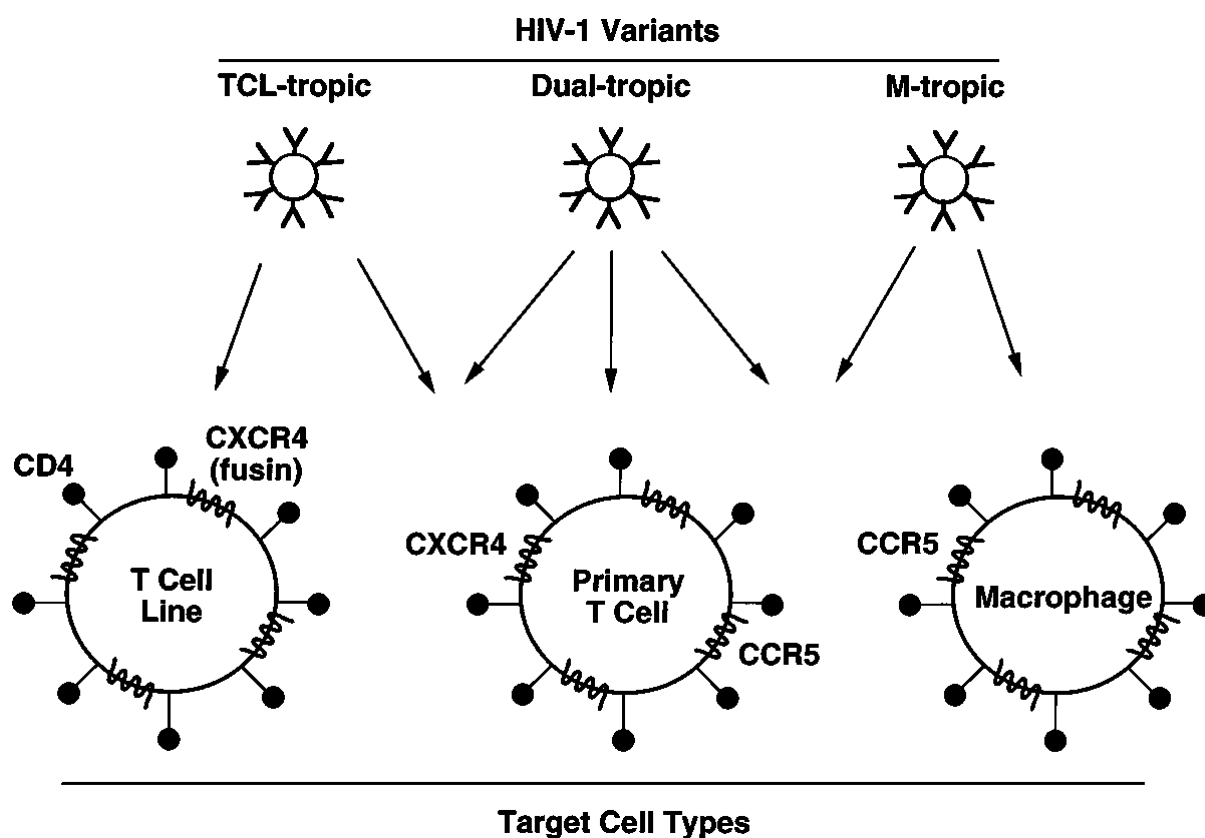 HIV-1 Variants
TCL-tropic
Dual-tropic
M-tropic
CD4
CXCR4
(fusin)
T Cell
Line
CXCR4
Primary
T Cell
CCR5
CCR5
Macrophage
Target Cell Types